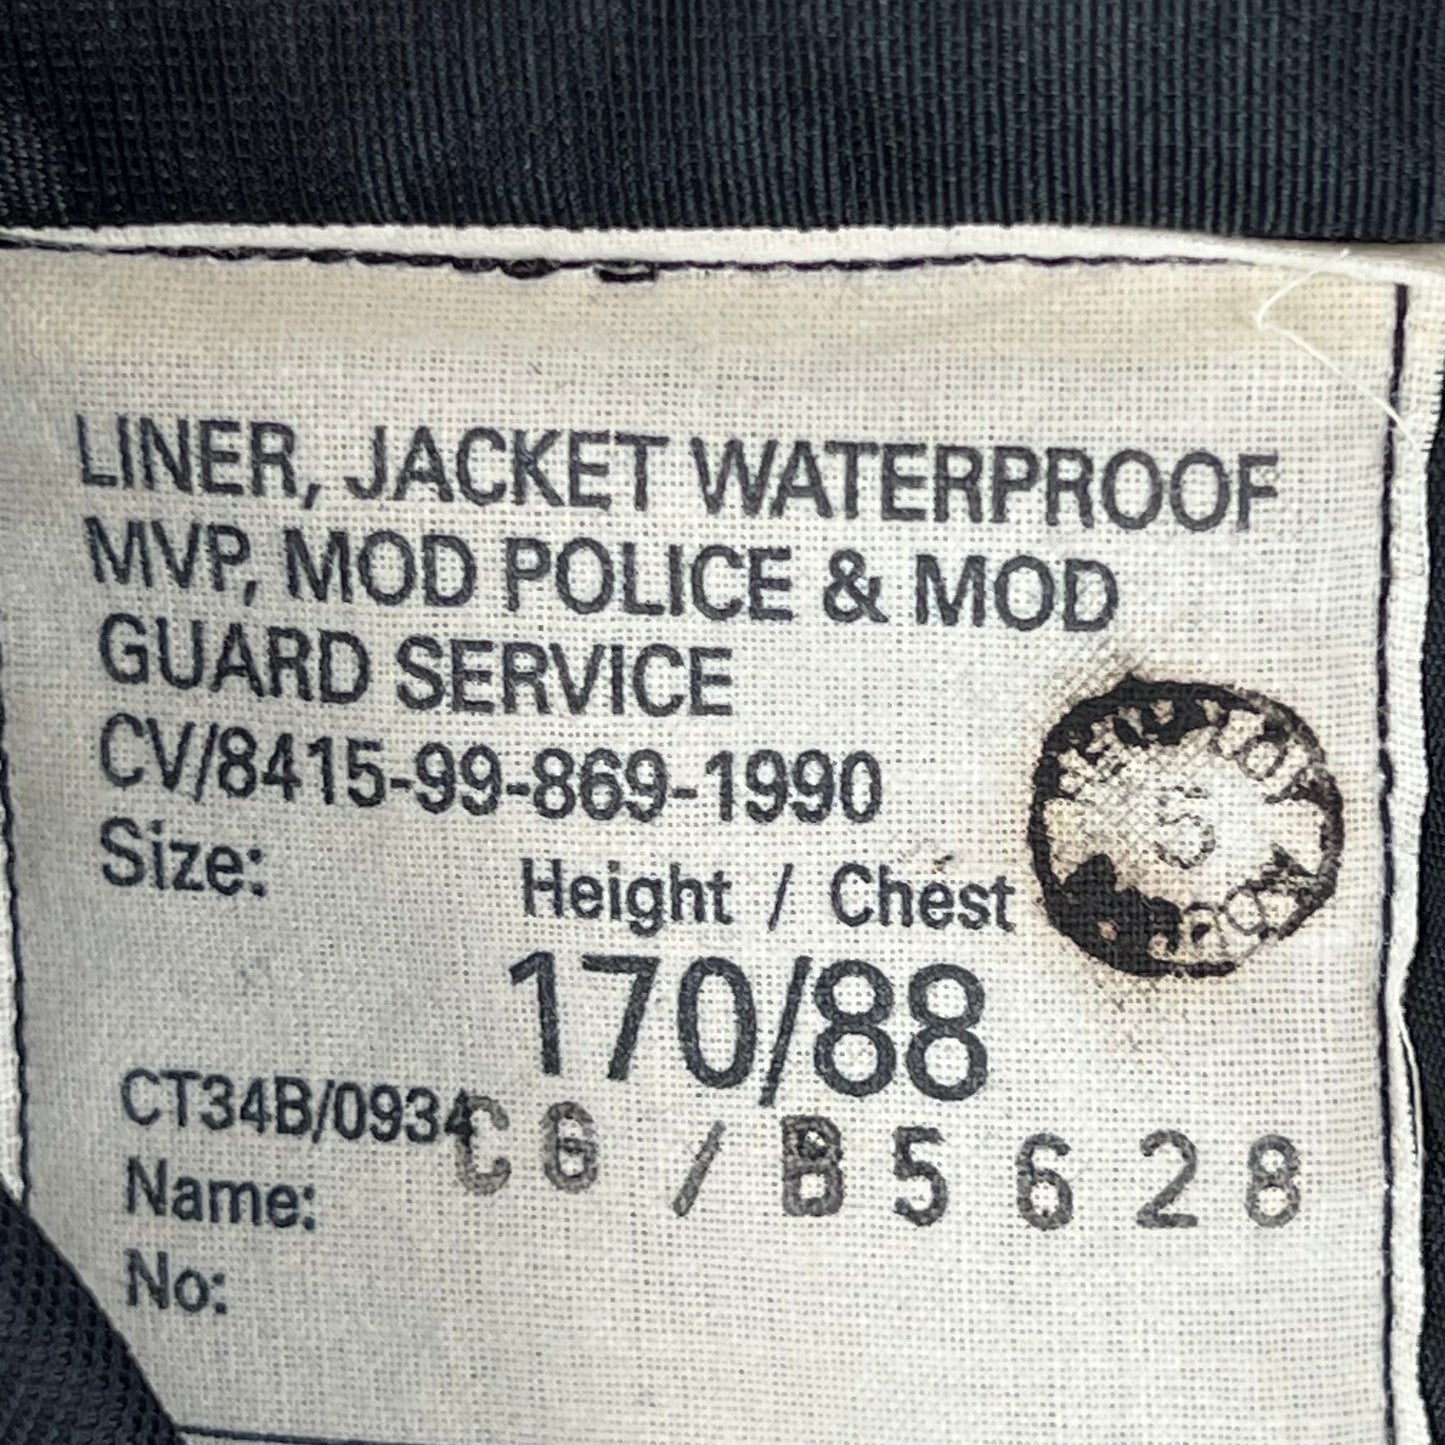 LINER, JACKET WATERPROOF
MVP, MOD POLICE & MOD
GUARD SERVICE
CV/8415-99-869-1990
Size:
Height / Chest
170/88
S
CT34B/0934
CG/B5628
Name:
No: